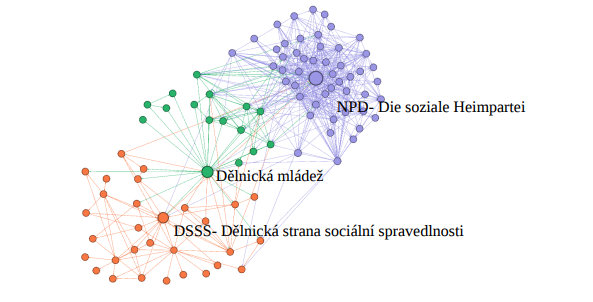 NPD- Die soziale Heimpartei
Dělnická mládež
DSSS- Dělnická strana sociální spravedlnosti